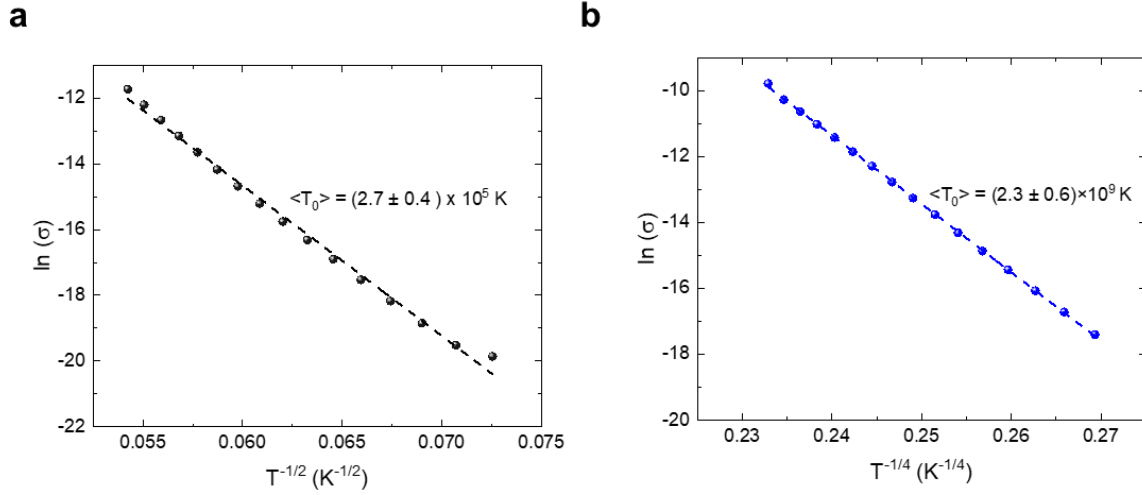 a
-12
-14
-16
-18
-20
-22
ln (σ)
<T₀> = (2.7 ± 0.4 ) x 10⁵ K
0.055
0.060
0.065
0.070
0.075
T⁻¹/² (K⁻¹/²)
b
-10
-12
-14
-16
-18
-20
ln (σ)
<T₀> = (2.3 ± 0.6)×10⁹ K
0.23
0.24
0.25
0.26
0.27
T⁻¹/⁴ (K⁻¹/⁴)